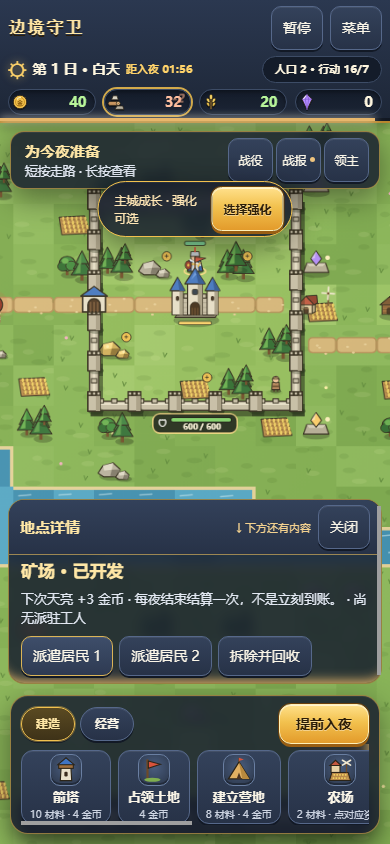 边境守卫
暂停
菜单
第 1 日 • 白天 距入夜 01:56
人口 2 • 行动 16/7
40
32
20
0
为今夜准备
短按走路 · 长按查看
战役
战报
领主
主城成长 · 强化
可选
选择强化
600 / 600
地点详情
↓下方还有内容
关闭
矿场 • 已开发
下次天亮 +3 金币 · 每夜结束结算一次，不是立刻到账。 · 尚
无派驻工人
派遣居民 1
派遣居民 2
拆除并回收
建造
经营
提前入夜
箭塔
10 材料 · 4 金币
占领土地
4 金币
建立营地
8 材料 · 4 金币
农场
2 材料 · 点对应